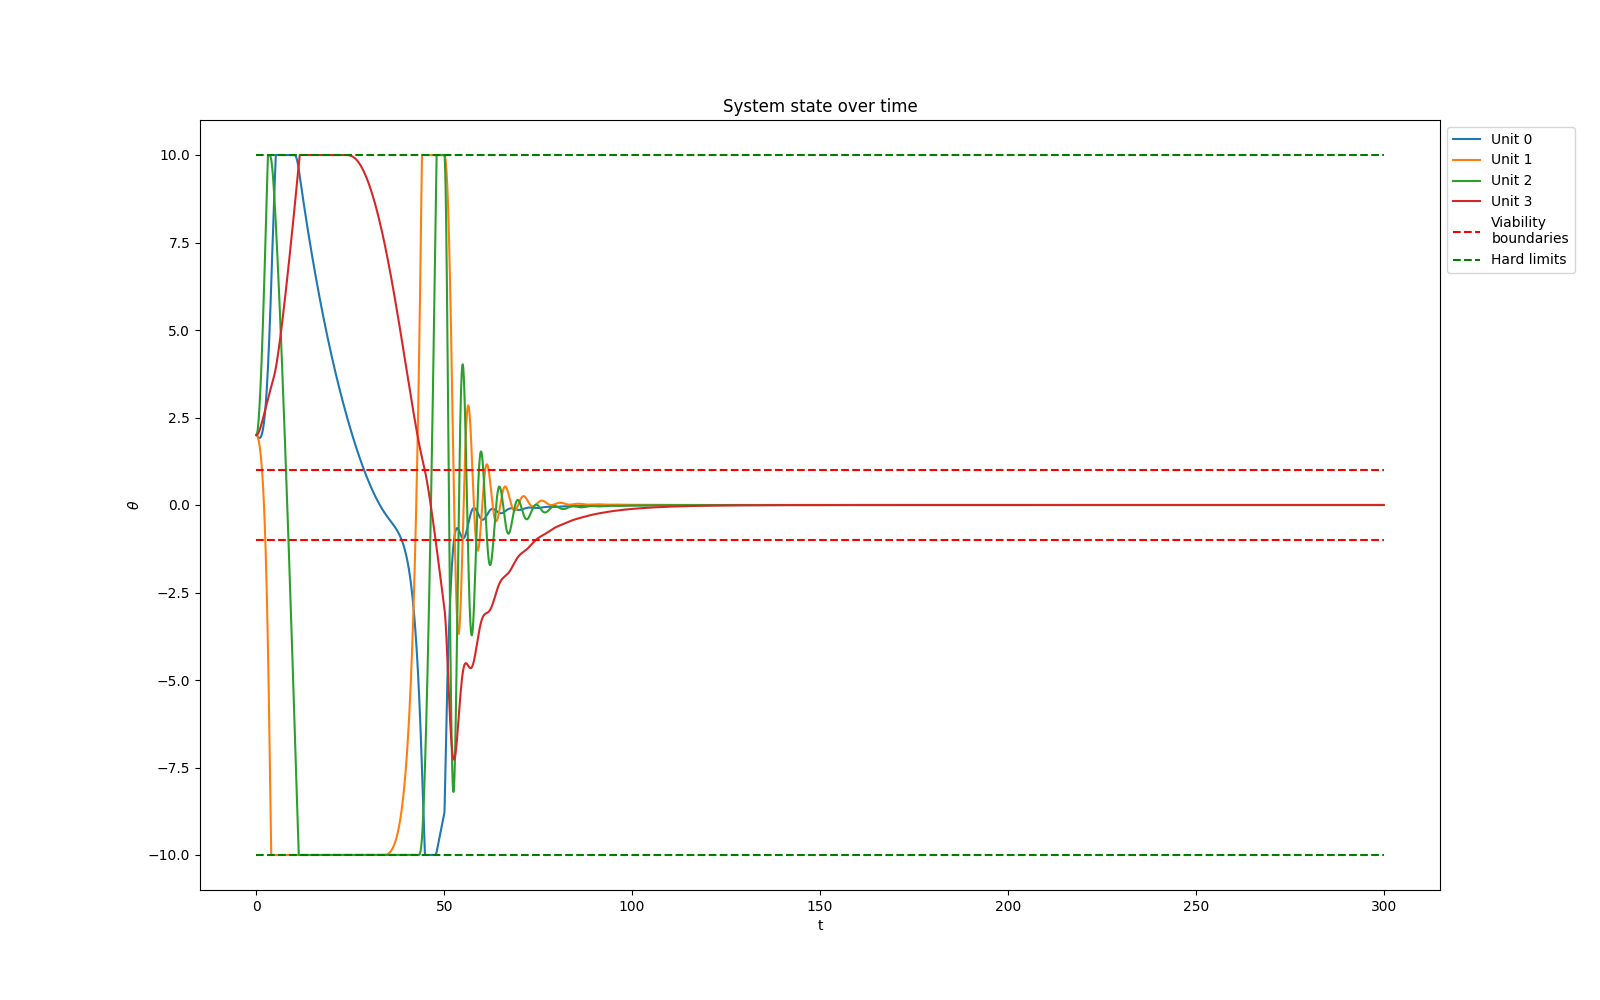 System state over time
10.0
7.5
5.0
2.5
0.0
−2.5
−5.0
−7.5
−10.0
θ
0
50
100
150
200
250
300
t
Unit 0
Unit 1
Unit 2
Unit 3
Viability
boundaries
Hard limits